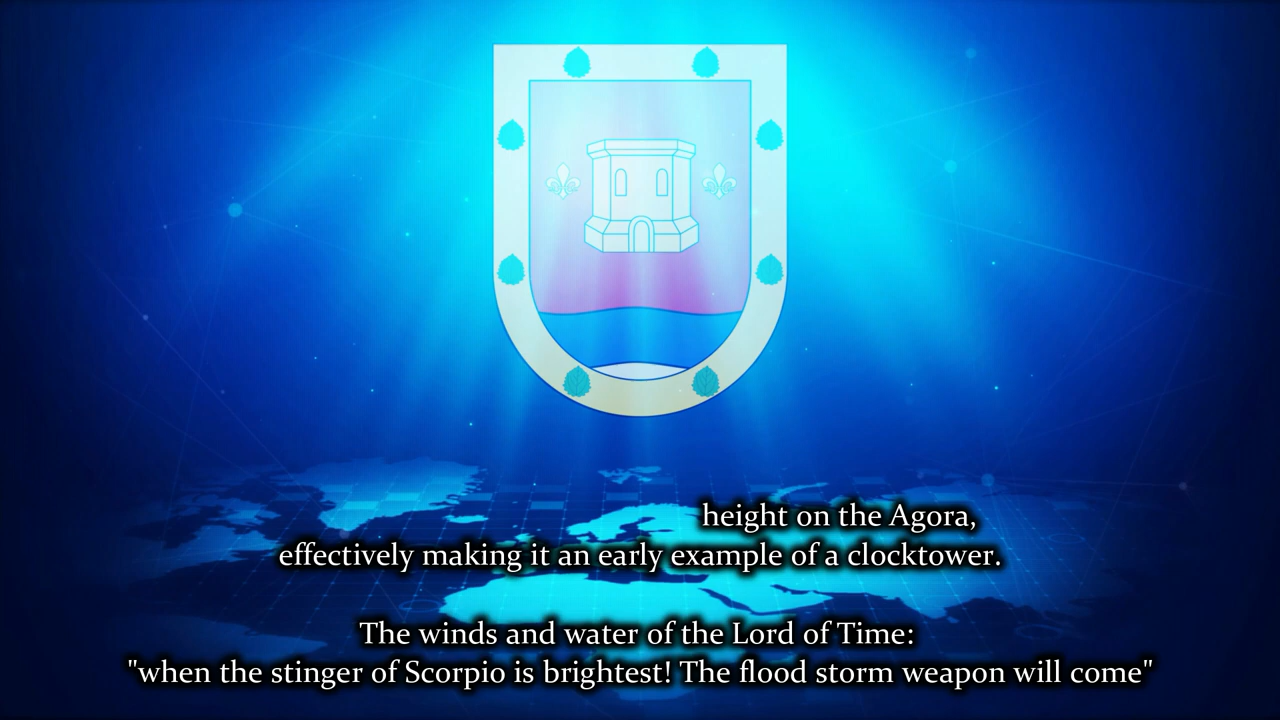 height on the Agora,
effectively making it an early example of a clocktower.
The winds and water of the Lord of Time:
"when the stinger of Scorpio is brightest! The flood storm weapon will come"